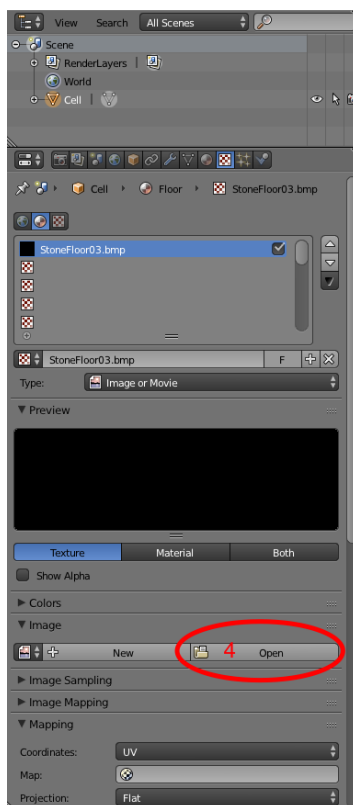 View Search All Scenes
Scene
RenderLayers |
World
Cell |
Cell Floor StoneFloor03.bmp
StoneFloor03.bmp
StoneFloor03.bmp F
Type: Image or Movie
Preview
Texture Material Both
Show Alpha
Colors
Image
New 4 Open
Image Sampling
Image Mapping
Mapping
Coordinates: UV
Map:
Projection: Flat